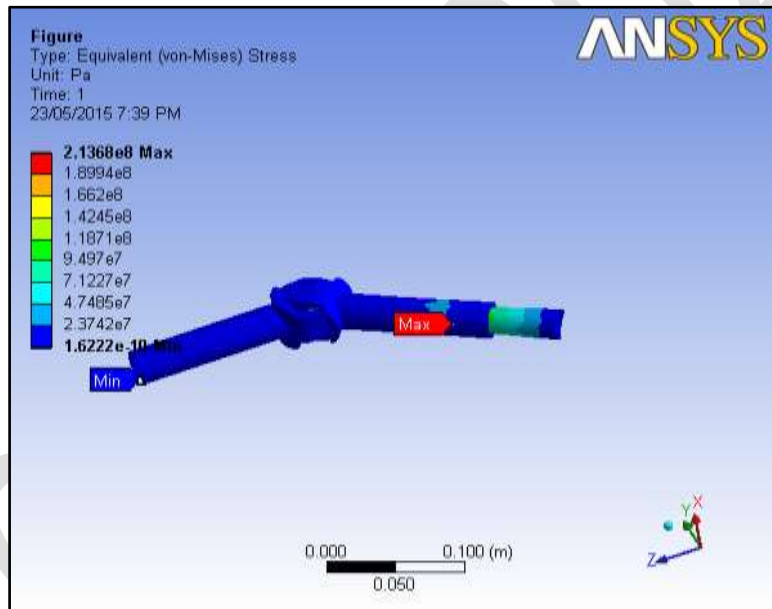 Figure
Type: Equivalent (von-Mises) Stress
Unit: Pa
Time: 1
23/05/2015 7:39 PM
ANSYS
2.1368e8 Max
1.8994e8
1.662e8
1.4245e8
1.1871e8
9.497e7
7.1227e7
4.7485e7
2.3742e7
1.6222e-10 Min
Max
Min
0.000
0.100 (m)
0.050
X
Y
Z